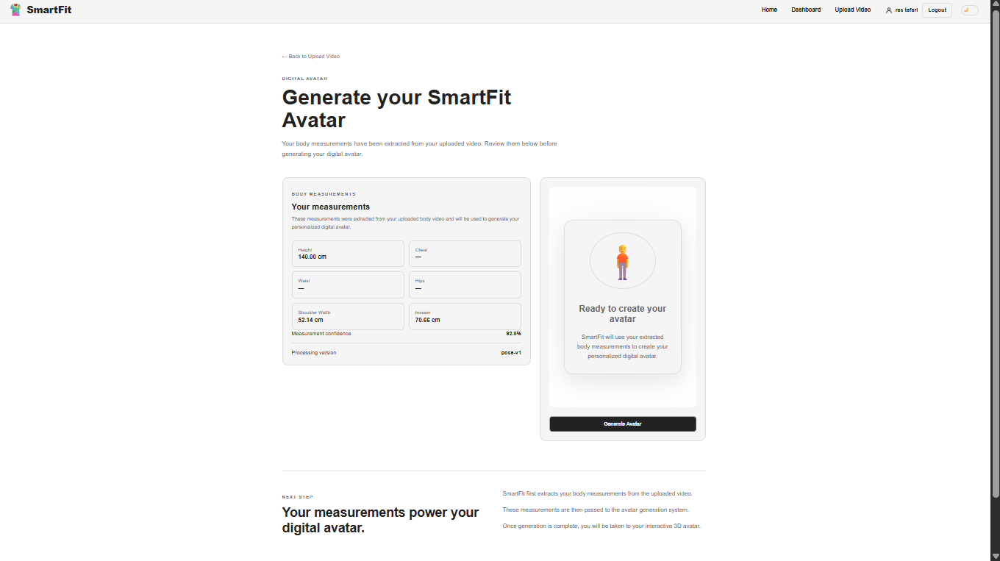 SmartFit
Home Dashboard Upload Video ras tafari Logout
← Back to Upload Video
DIGITAL AVATAR
Generate your SmartFit
Avatar
Your body measurements have been extracted from your uploaded video. Review them below before
generating your digital avatar.
BODY MEASUREMENTS
Your measurements
These measurements were extracted from your uploaded body video and will be used to generate your
personalized digital avatar.
Height
140.00 cm
Chest
—
Waist
—
Hips
—
Shoulder Width
52.14 cm
Inseam
70.66 cm
Measurement confidence 92.0%
Processing version pose-v1
Ready to create your
avatar
SmartFit will use your extracted
body measurements to create your
personalized digital avatar.
Generate Avatar
NEXT STEP
Your measurements power your
digital avatar.
SmartFit first extracts your body measurements from the uploaded video.
These measurements are then passed to the avatar generation system.
Once generation is complete, you will be taken to your interactive 3D avatar.